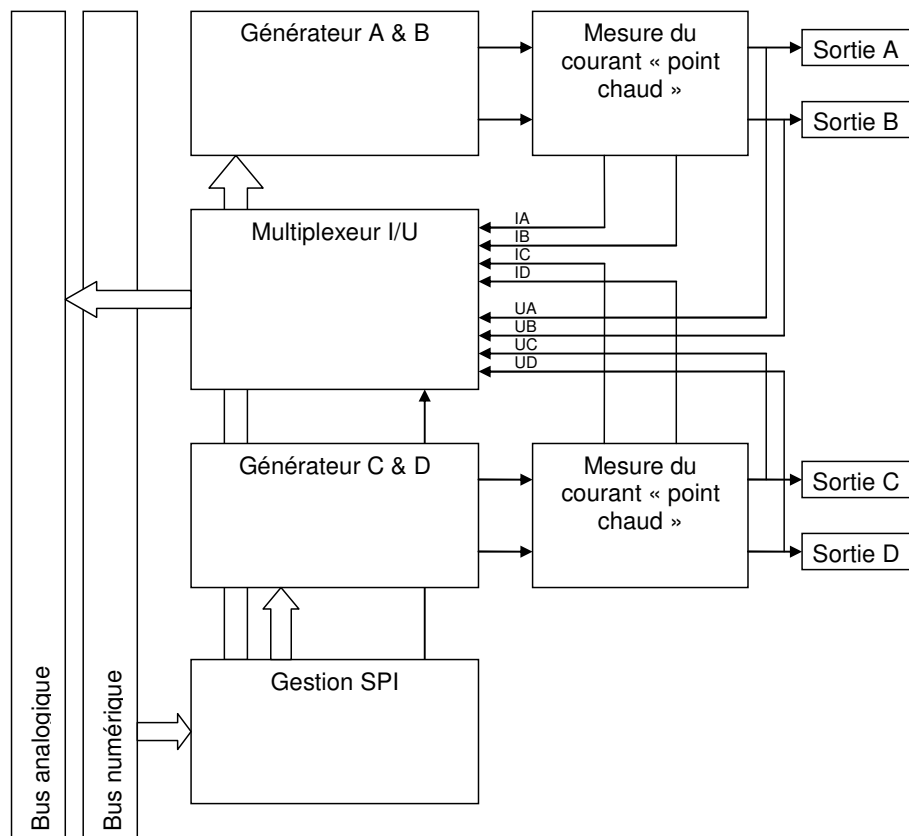 Générateur A & B
Mesure du
courant « point
chaud »
Sortie A
Sortie B
Multiplexeur I/U
IA
IB
IC
ID
UA
UB
UC
UD
Générateur C & D
Mesure du
courant « point
chaud »
Sortie C
Sortie D
Gestion SPI
Bus analogique
Bus numérique